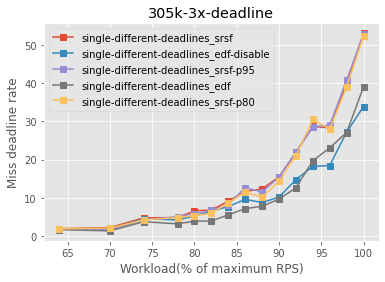 305k-3x-deadline
single-different-deadlines_srsf
single-different-deadlines_edf-disable
single-different-deadlines_srsf-p95
single-different-deadlines_edf
single-different-deadlines_srsf-p80
Miss deadline rate
50
40
30
20
10
0
65 70 75 80 85 90 95 100
Workload(% of maximum RPS)